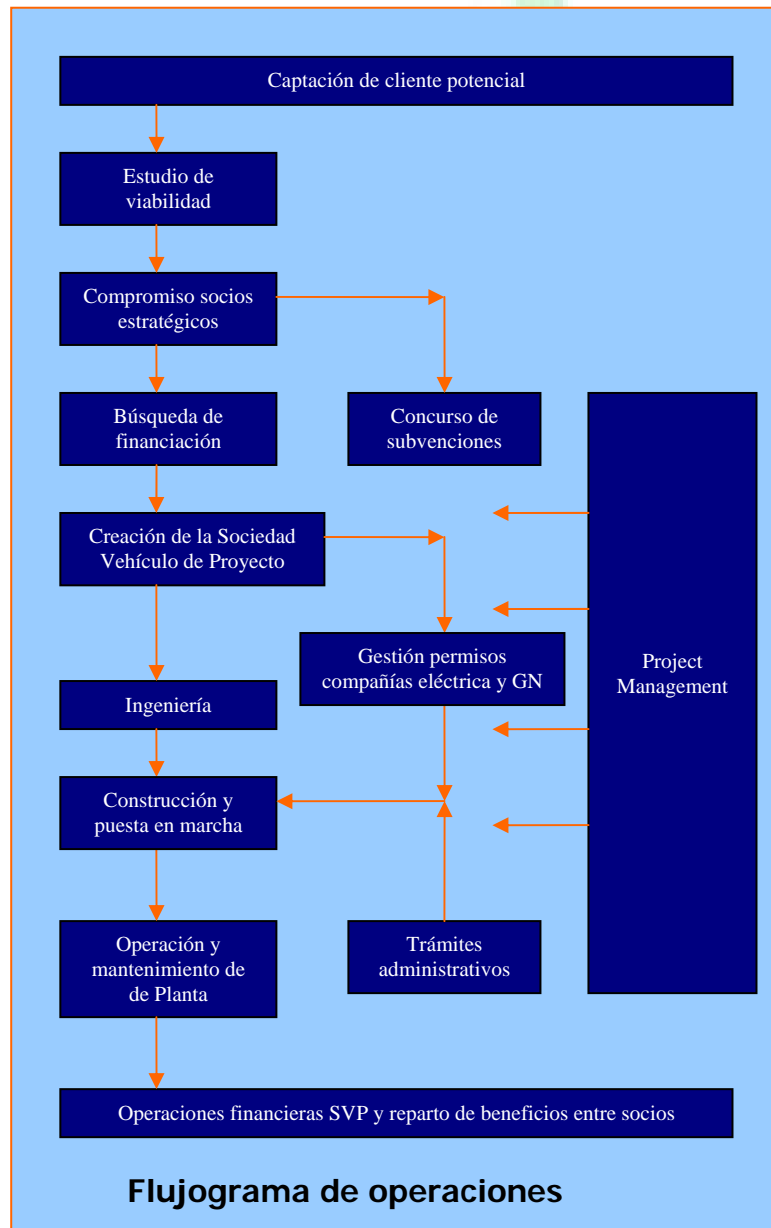 Captación de cliente potencial
Estudio de
viabilidad
Compromiso socios
estratégicos
Búsqueda de
financiación
Concurso de
subvenciones
Creación de la Sociedad
Vehículo de Proyecto
Gestión permisos
compañías eléctrica y GN
Project
Management
Ingeniería
Construcción y
puesta en marcha
Operación y
mantenimiento de
de Planta
Trámites
administrativos
Operaciones financieras SVP y reparto de beneficios entre socios
Flujograma de operaciones